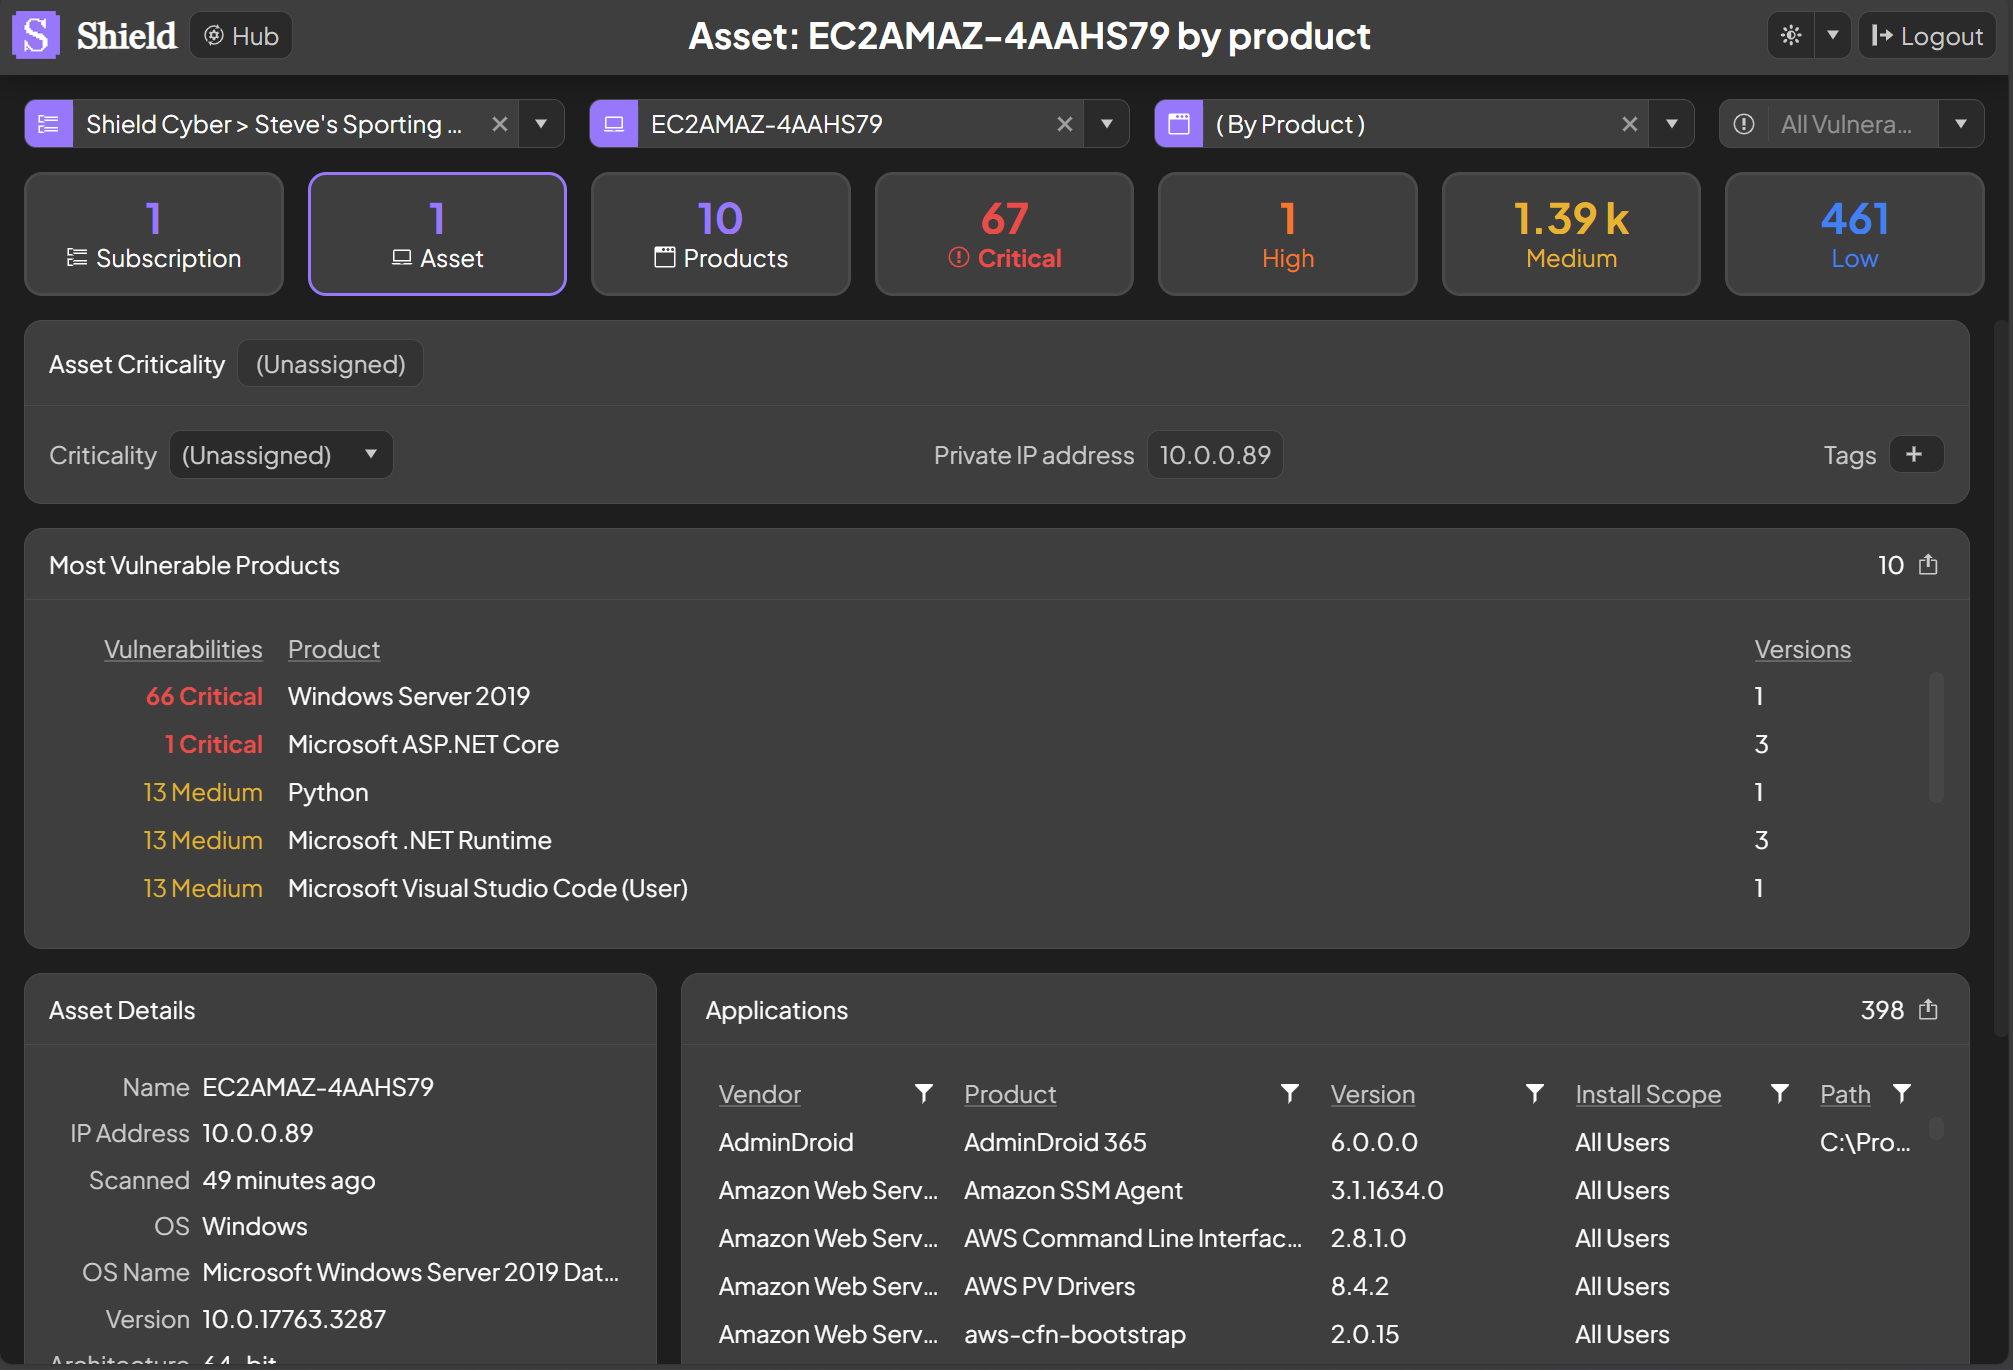 S Shield Hub Asset: EC2AMAZ-4AAHS79 by product Logout
Shield Cyber > Steve's Sporting ... EC2AMAZ-4AAHS79 ( By Product ) All Vulnera...
1 1 10 67 1 1.39 k 461
Subscription Asset Products Critical High Medium Low
Asset Criticality (Unassigned)
Criticality (Unassigned) Private IP address 10.0.0.89 Tags +
Most Vulnerable Products 10
Vulnerabilities Product Versions
66 Critical Windows Server 2019 1
1 Critical Microsoft ASP.NET Core 3
13 Medium Python 1
13 Medium Microsoft .NET Runtime 3
13 Medium Microsoft Visual Studio Code (User) 1
Asset Details
Name EC2AMAZ-4AAHS79
IP Address 10.0.0.89
Scanned 49 minutes ago
OS Windows
OS Name Microsoft Windows Server 2019 Dat...
Version 10.0.17763.3287
Architecture 64-bit
Applications 398
Vendor Product Version Install Scope Path
AdminDroid AdminDroid 365 6.0.0.0 All Users C:\Pro...
Amazon Web Serv... Amazon SSM Agent 3.1.1634.0 All Users
Amazon Web Serv... AWS Command Line Interfac... 2.8.1.0 All Users
Amazon Web Serv... AWS PV Drivers 8.4.2 All Users
Amazon Web Serv... aws-cfn-bootstrap 2.0.15 All Users